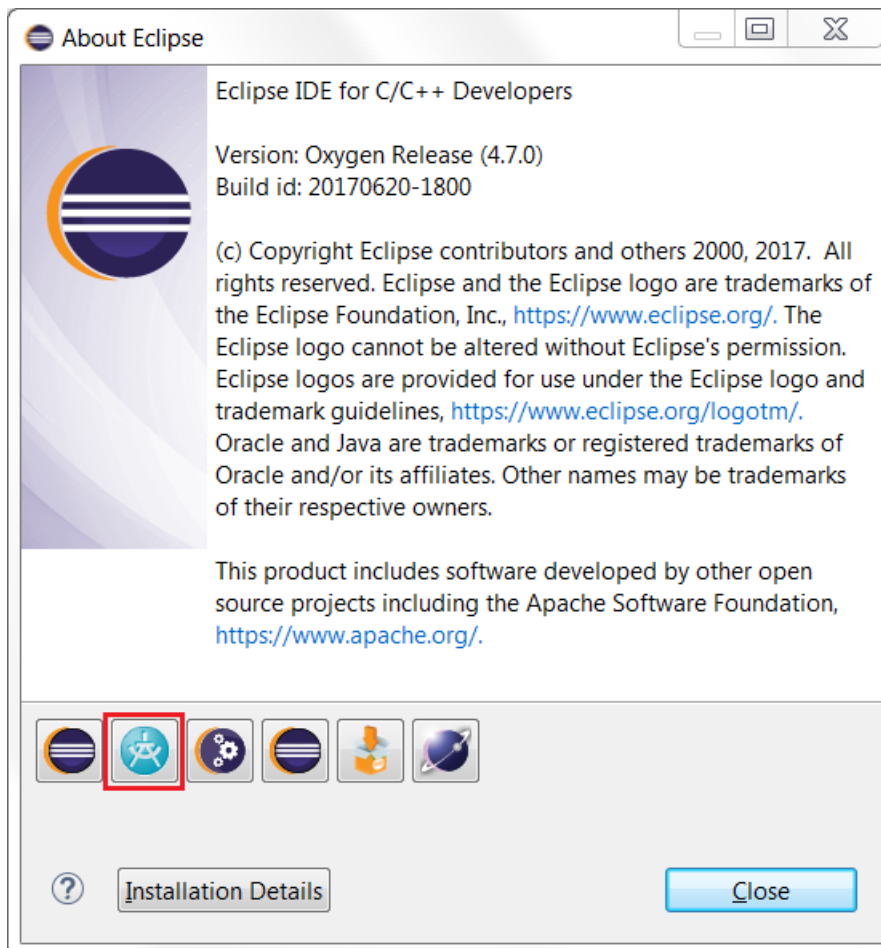 About Eclipse
Eclipse IDE for C/C++ Developers
Version: Oxygen Release (4.7.0)
Build id: 20170620-1800
(c) Copyright Eclipse contributors and others 2000, 2017.  All
rights reserved. Eclipse and the Eclipse logo are trademarks of
the Eclipse Foundation, Inc., https://www.eclipse.org/. The
Eclipse logo cannot be altered without Eclipse's permission.
Eclipse logos are provided for use under the Eclipse logo and
trademark guidelines, https://www.eclipse.org/logotm/.
Oracle and Java are trademarks or registered trademarks of
Oracle and/or its affiliates. Other names may be trademarks
of their respective owners.
This product includes software developed by other open
source projects including the Apache Software Foundation,
https://www.apache.org/.
? Installation Details Close